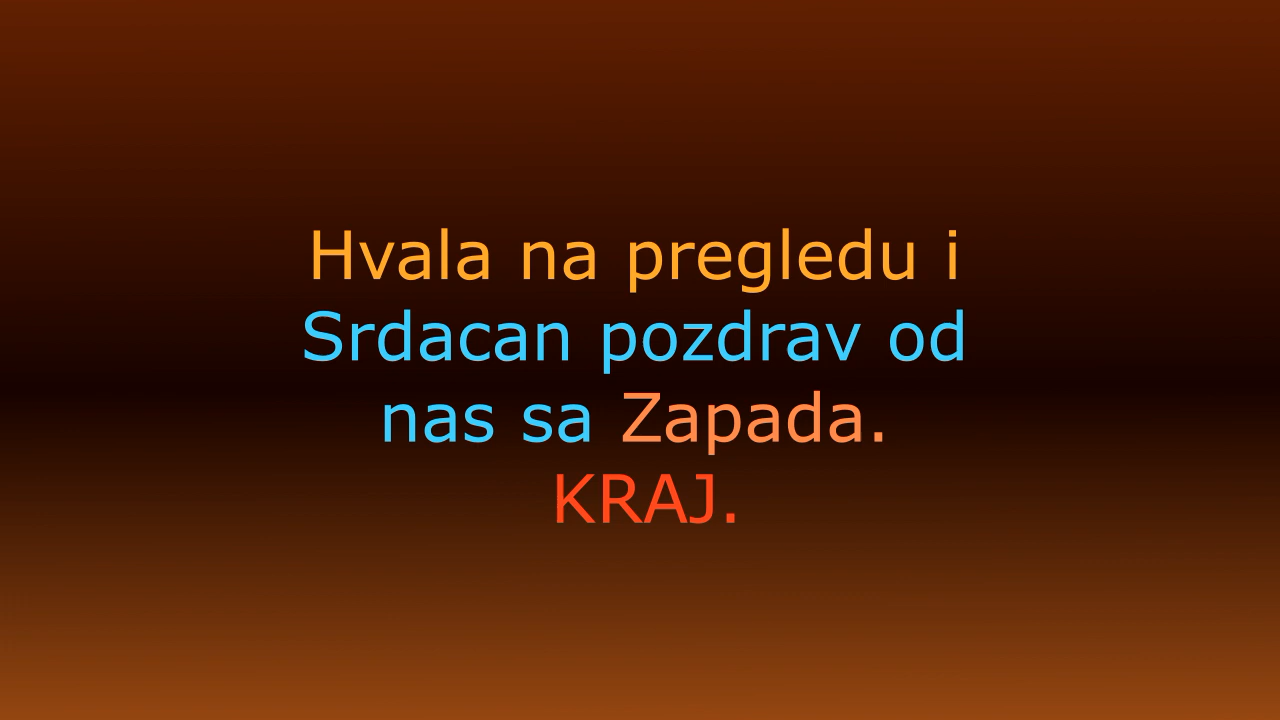 Hvala na pregledu i
Srdacan pozdrav od
nas sa Zapada.
KRAJ.